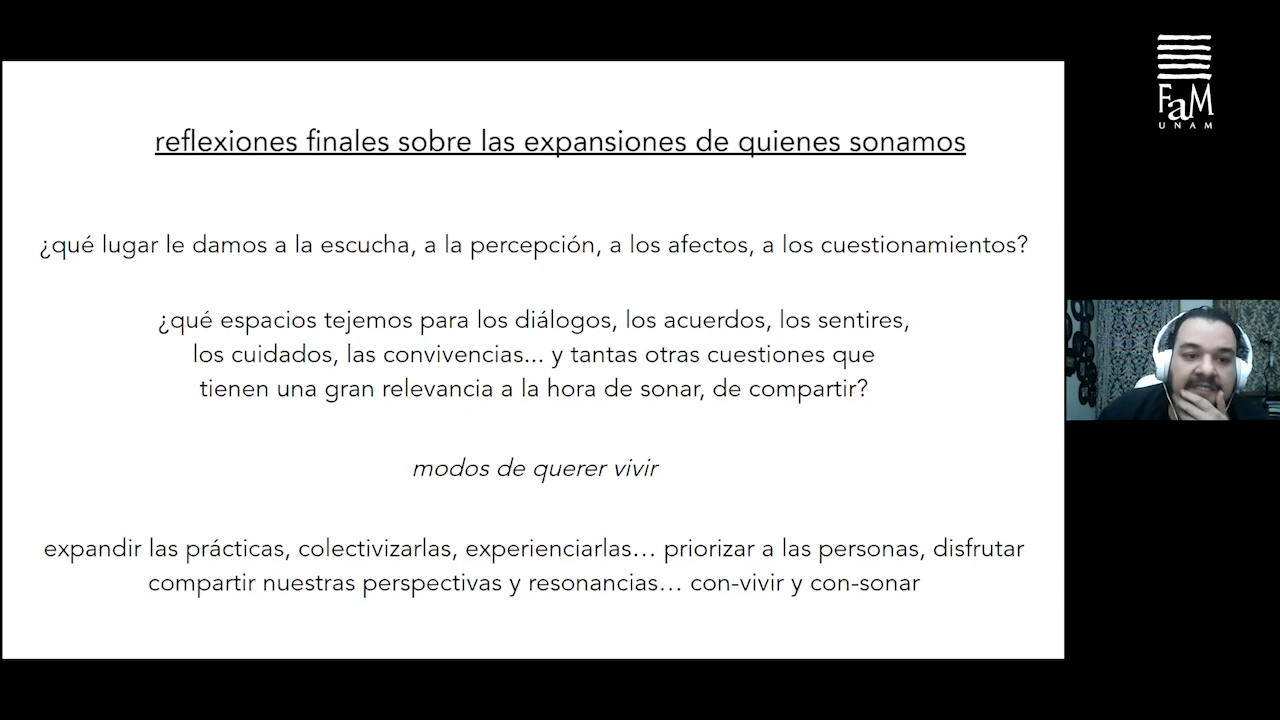 FaM
UNAM
reflexiones finales sobre las expansiones de quienes sonamos
¿qué lugar le damos a la escucha, a la percepción, a los afectos, a los cuestionamientos?
¿qué espacios tejemos para los diálogos, los acuerdos, los sentires,
los cuidados, las convivencias... y tantas otras cuestiones que
tienen una gran relevancia a la hora de sonar, de compartir?
modos de querer vivir
expandir las prácticas, colectivizarlas, experienciarlas... priorizar a las personas, disfrutar
compartir nuestras perspectivas y resonancias... con-vivir y con-sonar